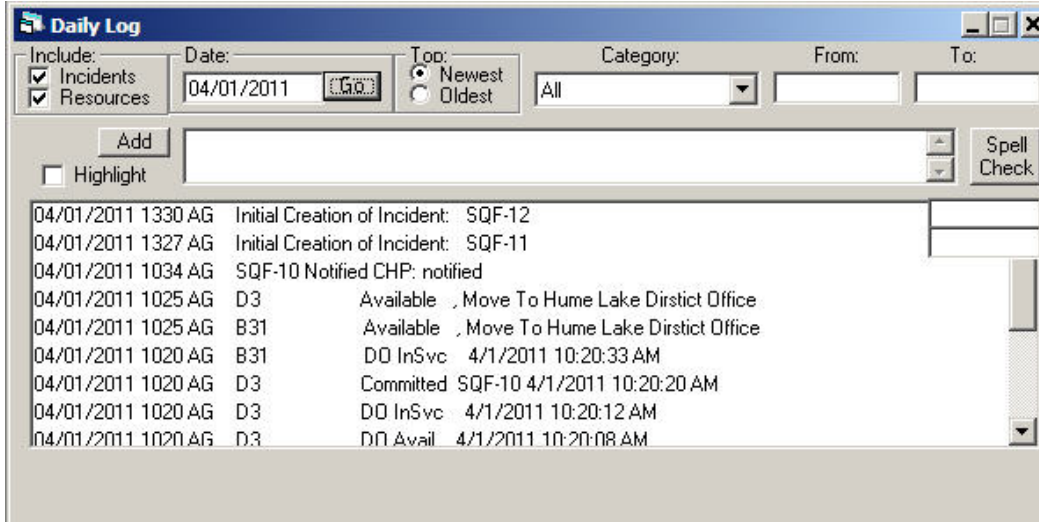 Daily Log
Include: Date: Top: Category: From: To:
Incidents 04/01/2011 Go Newest All
Resources Oldest
Add Spell Check
Highlight
04/01/2011 1330 AG Initial Creation of Incident: SQF-12
04/01/2011 1327 AG Initial Creation of Incident: SQF-11
04/01/2011 1034 AG SQF-10 Notified CHP: notified
04/01/2011 1025 AG D3 Available , Move To Hume Lake Dirstict Office
04/01/2011 1025 AG B31 Available , Move To Hume Lake Dirstict Office
04/01/2011 1020 AG B31 DO InSvc 4/1/2011 10:20:33 AM
04/01/2011 1020 AG D3 Committed SQF-10 4/1/2011 10:20:20 AM
04/01/2011 1020 AG D3 DO InSvc 4/1/2011 10:20:12 AM
04/01/2011 1020 AG D3 DO Avail 4/1/2011 10:20:08 AM